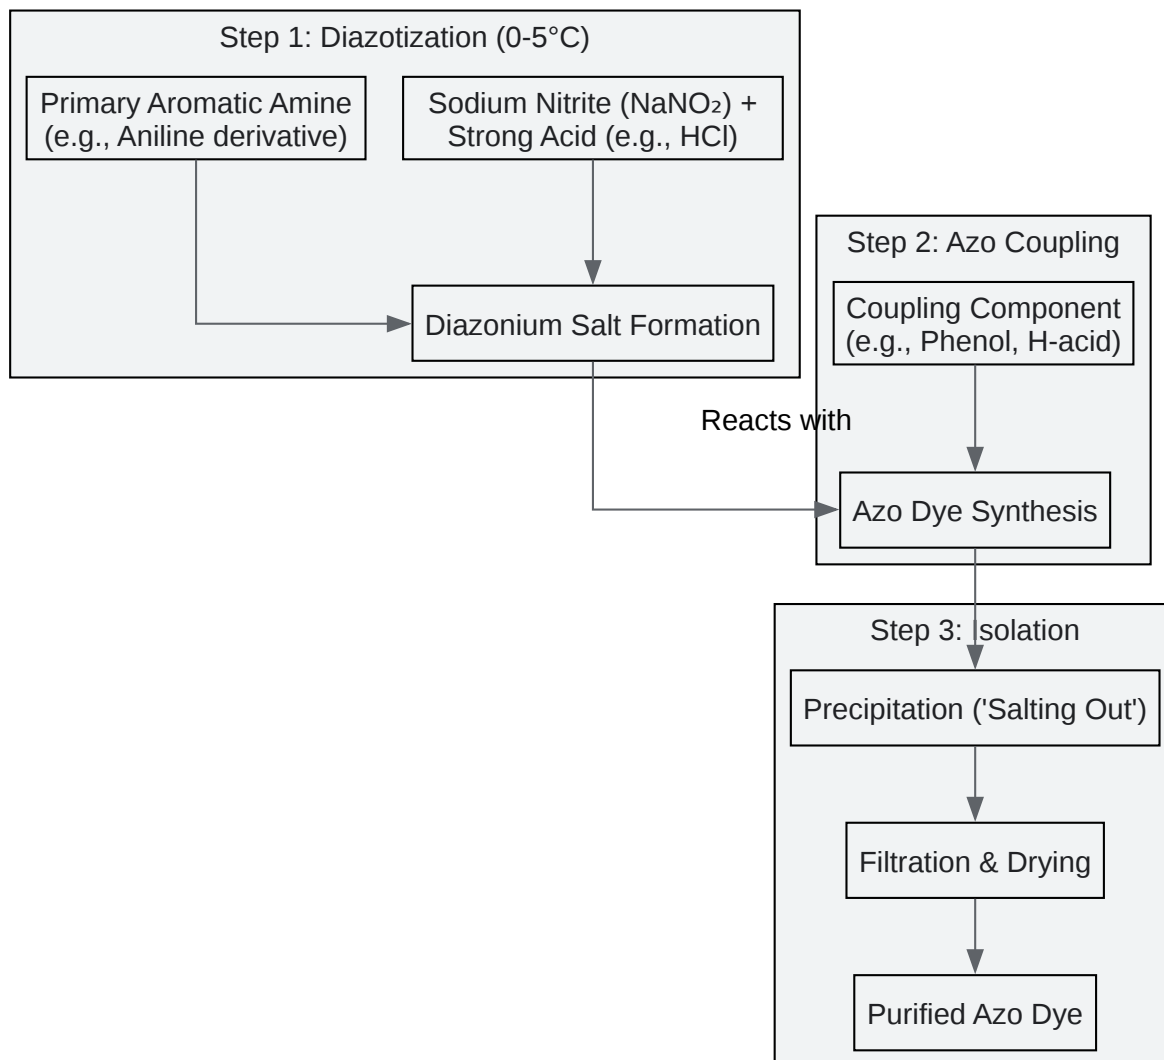 Step 1: Diazotization (0-5°C)
Primary Aromatic Amine
(e.g., Aniline derivative)
Sodium Nitrite (NaNO₂) +
Strong Acid (e.g., HCl)
Diazonium Salt Formation
Reacts with
Step 2: Azo Coupling
Coupling Component
(e.g., Phenol, H-acid)
Azo Dye Synthesis
Step 3: Isolation
Precipitation ('Salting Out')
Filtration & Drying
Purified Azo Dye